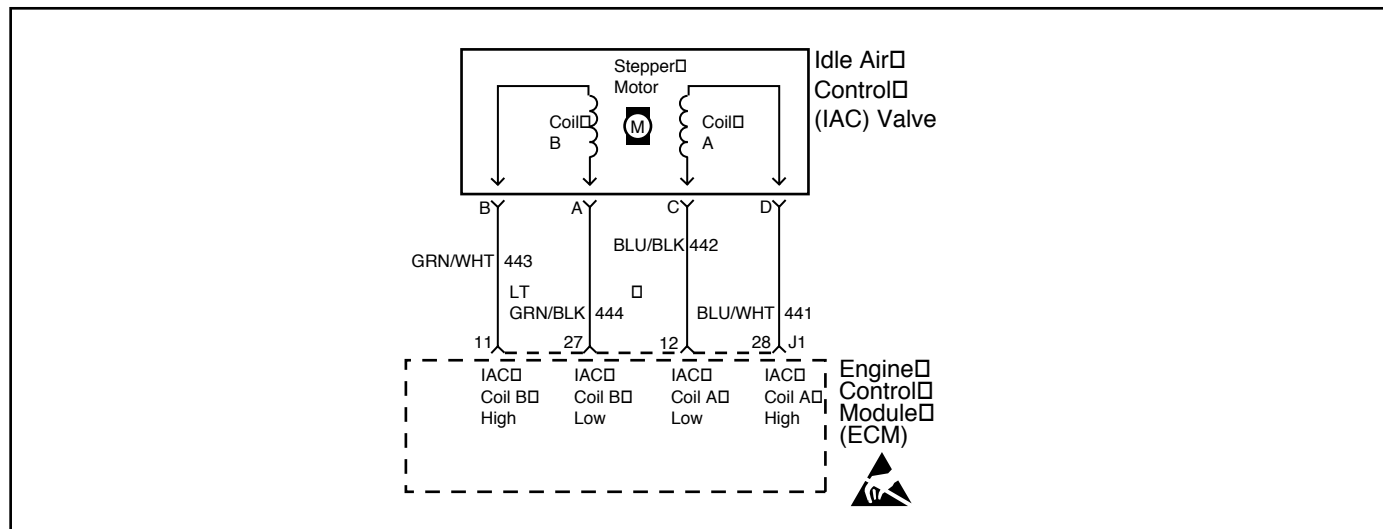 Stepper
Motor
Idle Air
Control
(IAC) Valve
Coil
B
M
Coil
A
B A C D
BLU/BLK 442
GRN/WHT 443
LT
GRN/BLK 444
BLU/WHT 441
11 27 12 28 J1
IAC
Coil B
High
IAC
Coil B
Low
IAC
Coil A
Low
IAC
Coil A
High
Engine
Control
Module
(ECM)